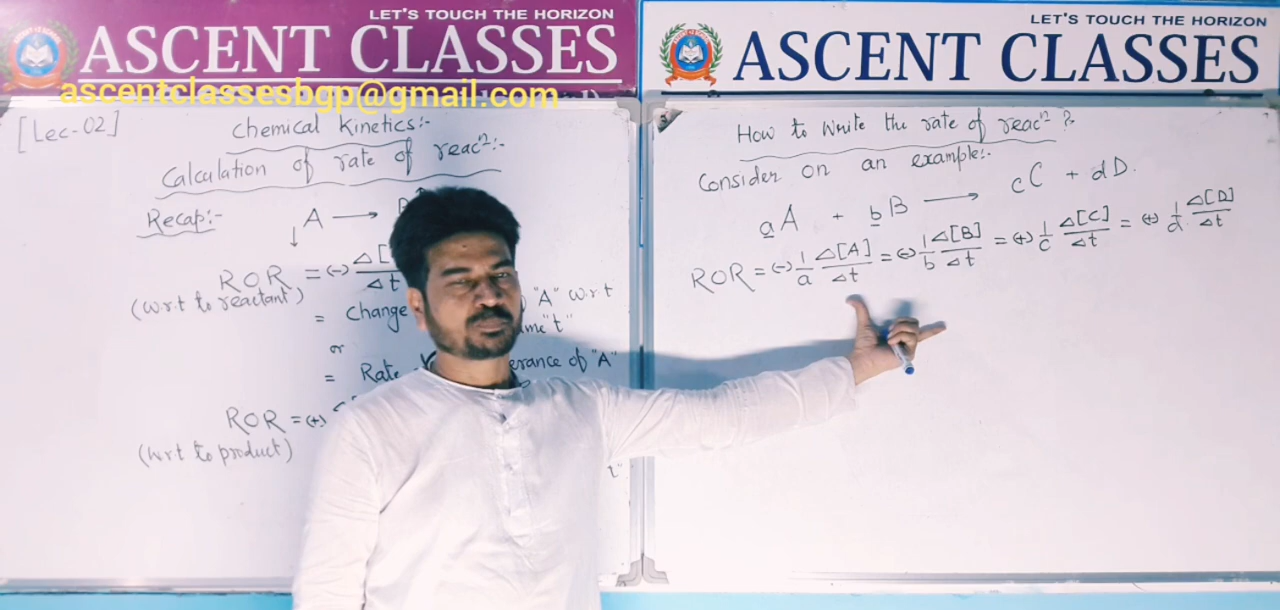 LET'S TOUCH THE HORIZON
ASCENT CLASSES
ascentclassesbgp@gmail.com
[Lec-02]
Chemical Kinetics:-
Calculation of rate of reacⁿ:-
Recap:-
A ⟶
↓
ROR = (-) Δ[
Δt
(w.r.t to reactant)
= Change "A" w.r.t
"t"
or
= Rate of "A"
ROR = (+)
(w.r.t to product)
t"
LET'S TOUCH THE HORIZON
ASCENT CLASSES
How to write the rate of reacⁿ?
Consider on an example:-
aA + bB ⟶ cC + dD.
ROR = (-) 1/a Δ[A]/Δt = (-) 1/b Δ[B]/Δt = (+) 1/c Δ[C]/Δt = (+) 1/d Δ[D]/Δt